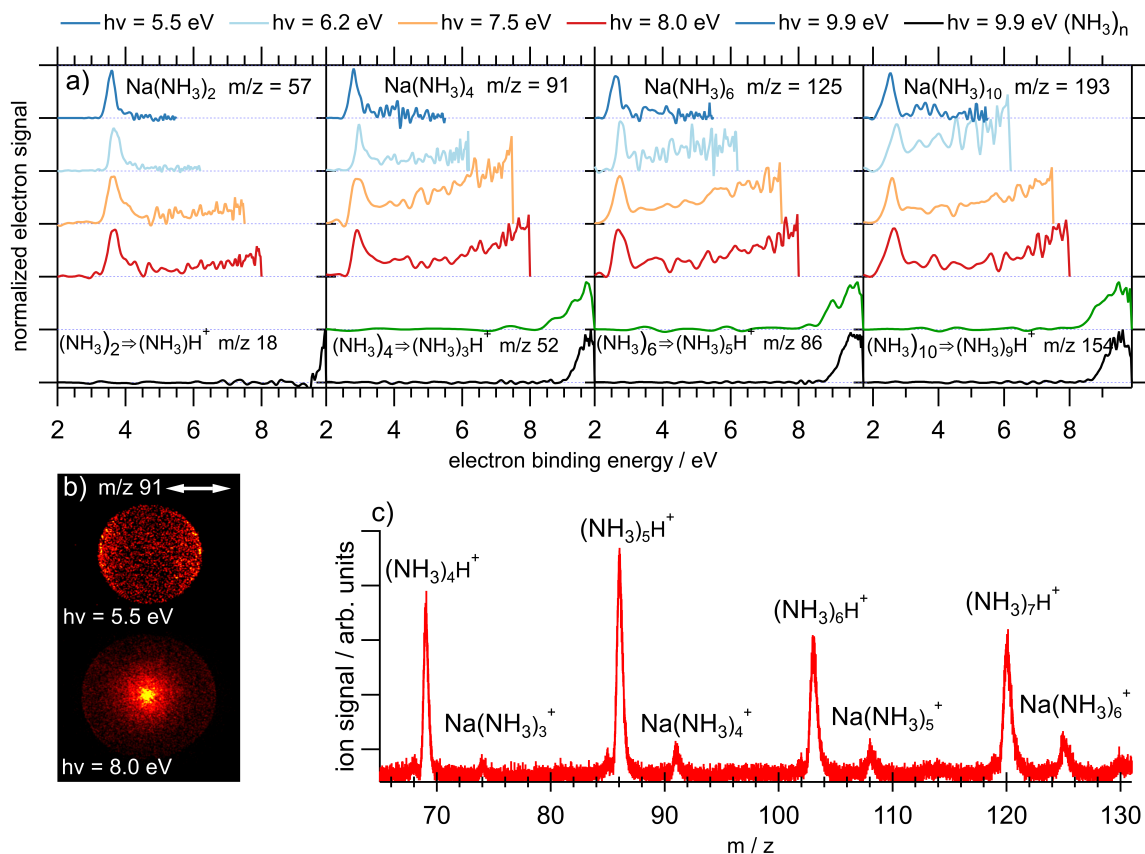 hν = 5.5 eV hν = 6.2 eV hν = 7.5 eV hν = 8.0 eV hν = 9.9 eV hν = 9.9 eV (NH₃)ₙ
a) Na(NH₃)₂ m/z = 57 Na(NH₃)₄ m/z = 91 Na(NH₃)₆ m/z = 125 Na(NH₃)₁₀ m/z = 193
normalized electron signal
(NH₃)₂⇒(NH₃)H⁺ m/z 18 (NH₃)₄⇒(NH₃)₃H⁺ m/z 52 (NH₃)₆⇒(NH₃)₅H⁺ m/z 86 (NH₃)₁₀⇒(NH₃)₉H⁺ m/z 154
2 4 6 8 2 4 6 8 2 4 6 8 2 4 6 8
electron binding energy / eV
b) m/z 91
hν = 5.5 eV
hν = 8.0 eV
c)
ion signal / arb. units
(NH₃)₄H⁺ (NH₃)₅H⁺ (NH₃)₆H⁺ (NH₃)₇H⁺
Na(NH₃)₃⁺ Na(NH₃)₄⁺ Na(NH₃)₅⁺ Na(NH₃)₆⁺
70 80 90 100 110 120 130
m / z